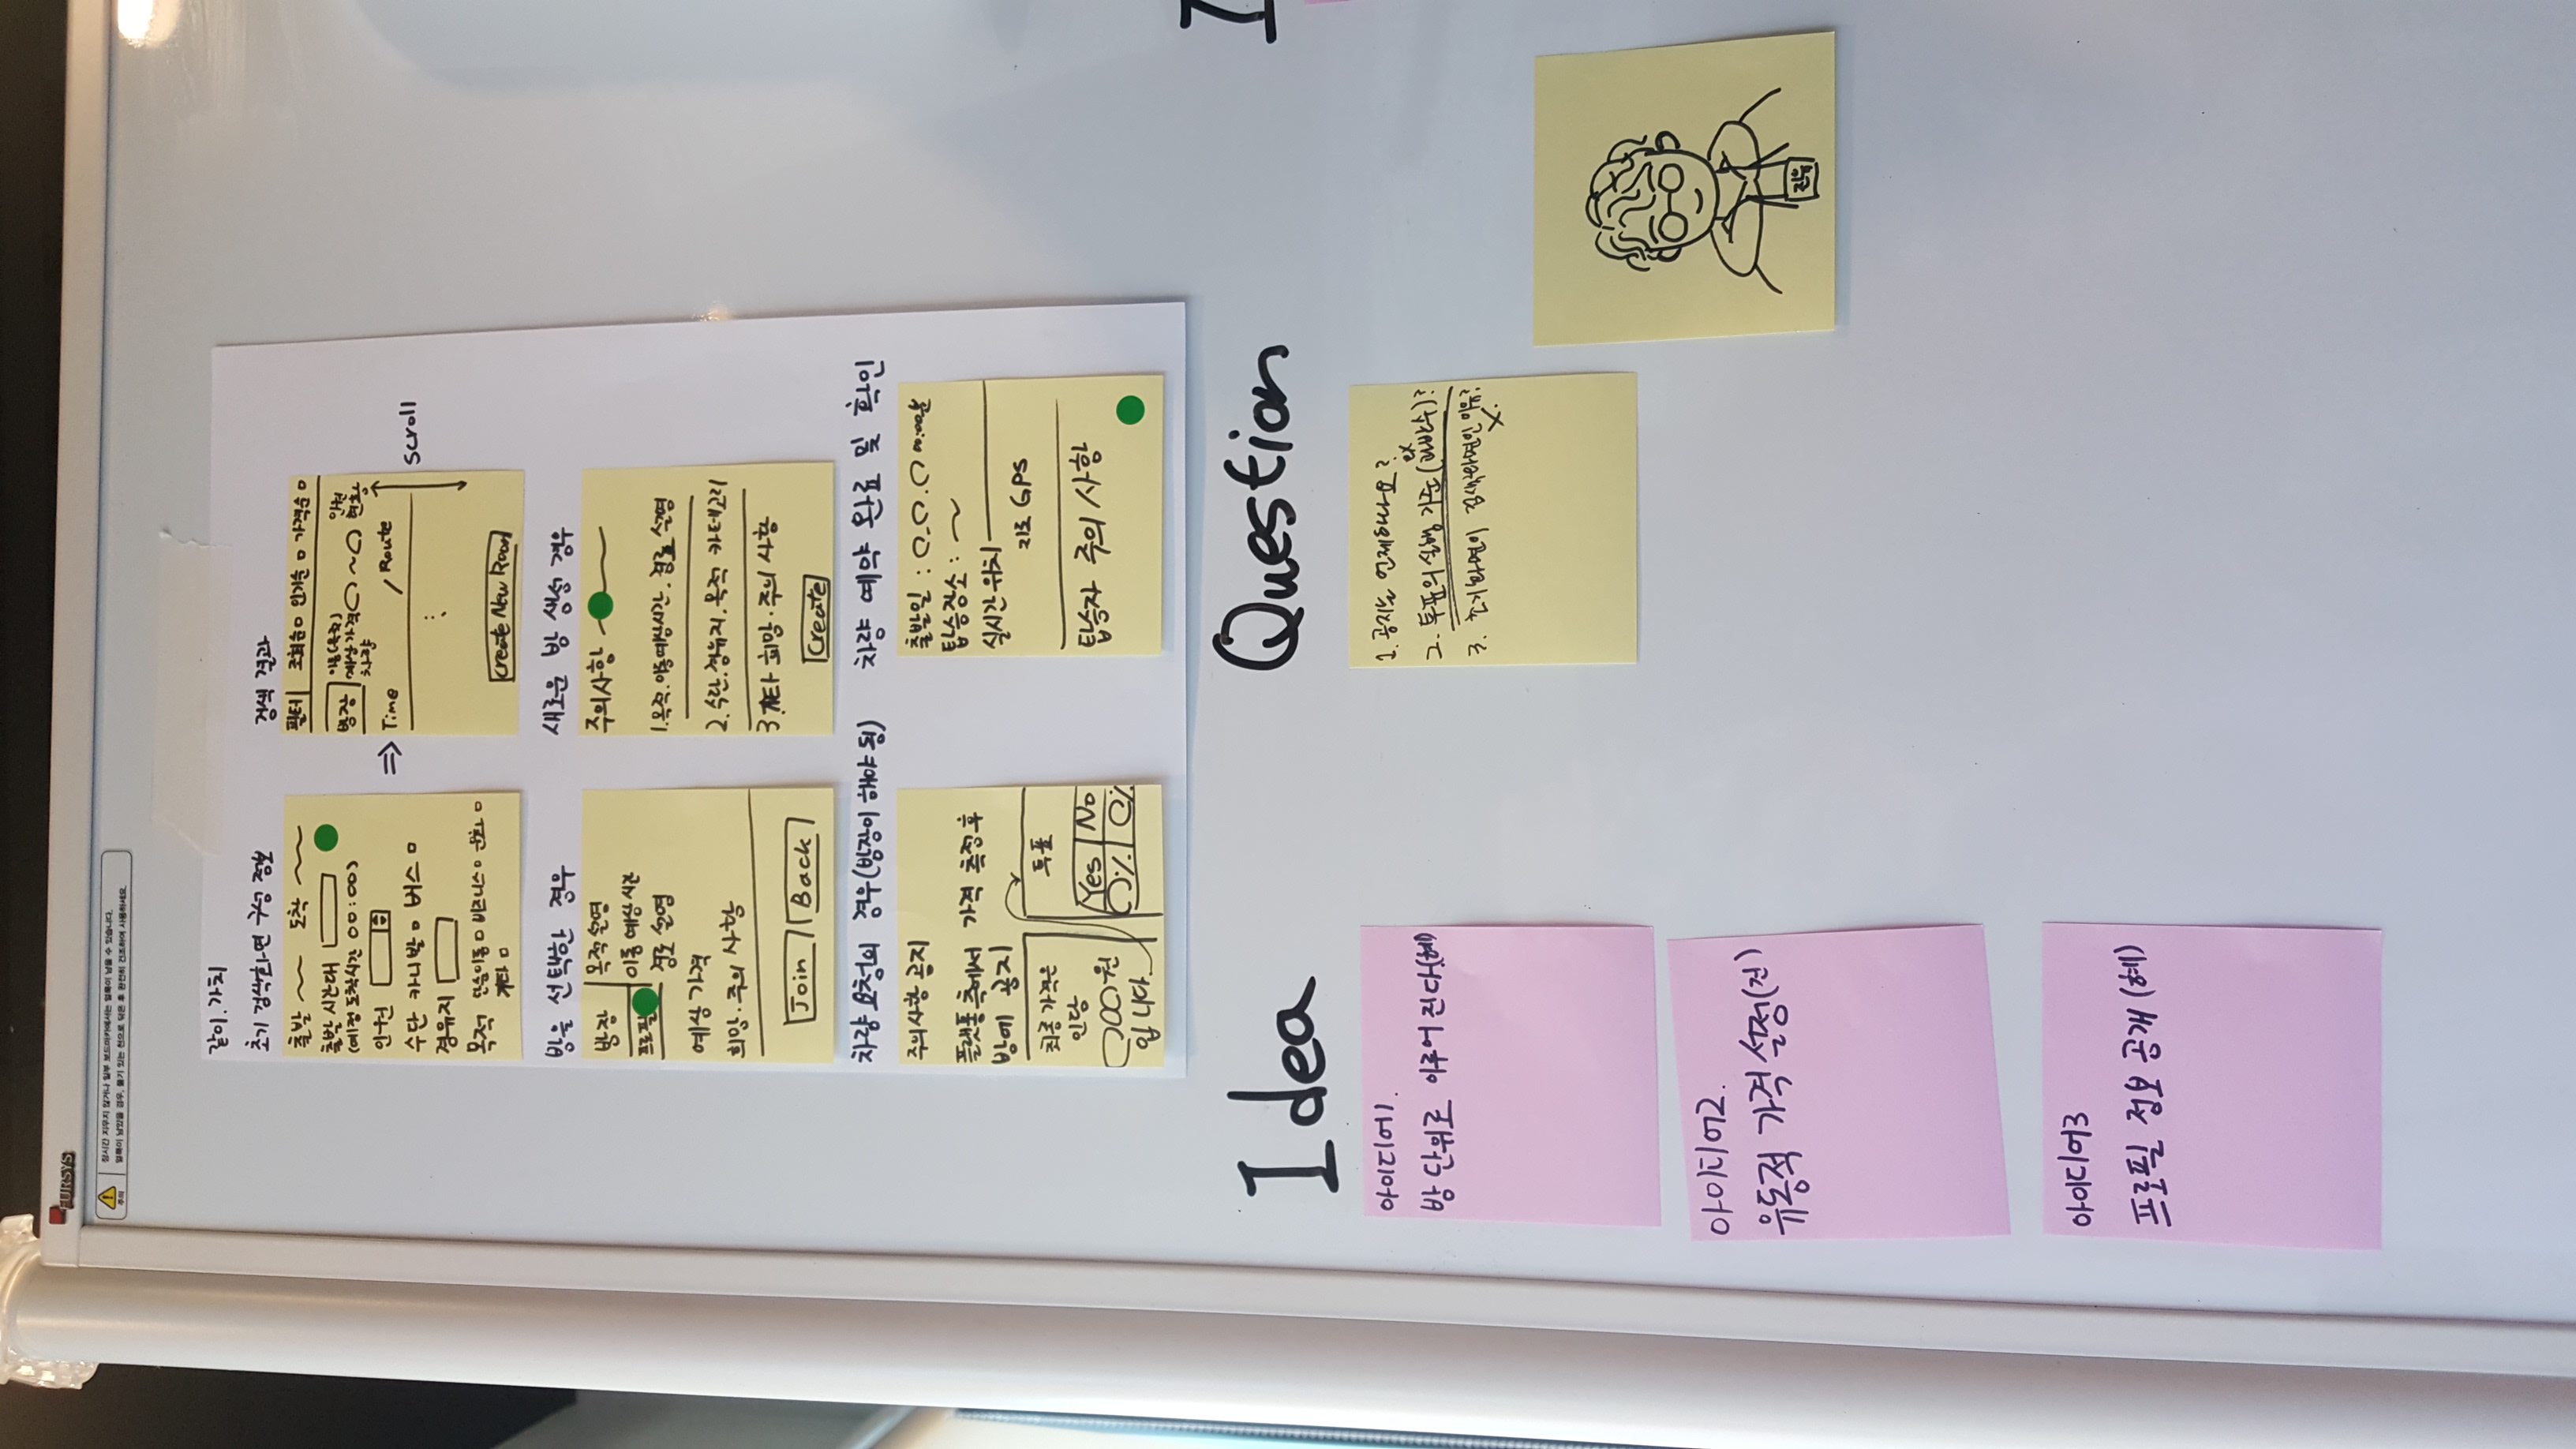 FURSYS
주의
장시간 지우지 않거나 일부 보드마카에서는 얼룩이 남을 수 있습니다.
얼룩이 남았을 경우, 물기 있는 천으로 닦은 후 완전히 건조하여 사용하세요.
같이.가치
초기 검색화면 구성 정보
출발 도착
출발 시간대
(예정 도착시간 00:00)
인원
수단 카니발 버스
경유지
목적 단순이동 비즈니스 문화
기타
검색 결과
필터 조회순 인기순 가격순
방장
이동(목적)
예상가격 ~
차량
인원
현황
Time / Route
scroll
Create New Room
방을 선택한 경우
방장
프로필
목적 설명
이동 예상 시간
경로 설명
예상 가격
희망·주의 사항
Join Back
새로운 방 생성 경우
주의사항
1.목적.이동예상시간.경로 설명
2.수단.경유지.목적 카테고리
3.기타 희망·주의 사항
Create
차량 요청의 경우(방장이 해야 됨)
주의사항 공지
플랫폼 측에서 가격 측정후
방에 공지
최종 가격은
인당
000원
입니다.
투표
Yes No
0% 0%
차량 예약 완료 및 확인
출발일 : 0.0.0 00:00분
탑승장소 :
실시간 위치
지도 GPS
탑승자 주의 사항
Idea
아이디어1.
방 단위로 이루어 진다(혜)
아이디어2.
유동적 가격 설정(진)
아이디어3
프로필 정보 공개 (혜)
Question
1. 공지는 언제하나요?
2. 투표의 실행 기준(ex 과반수)?
3. 초기화면이 검색화면인 이유?
X.
진유